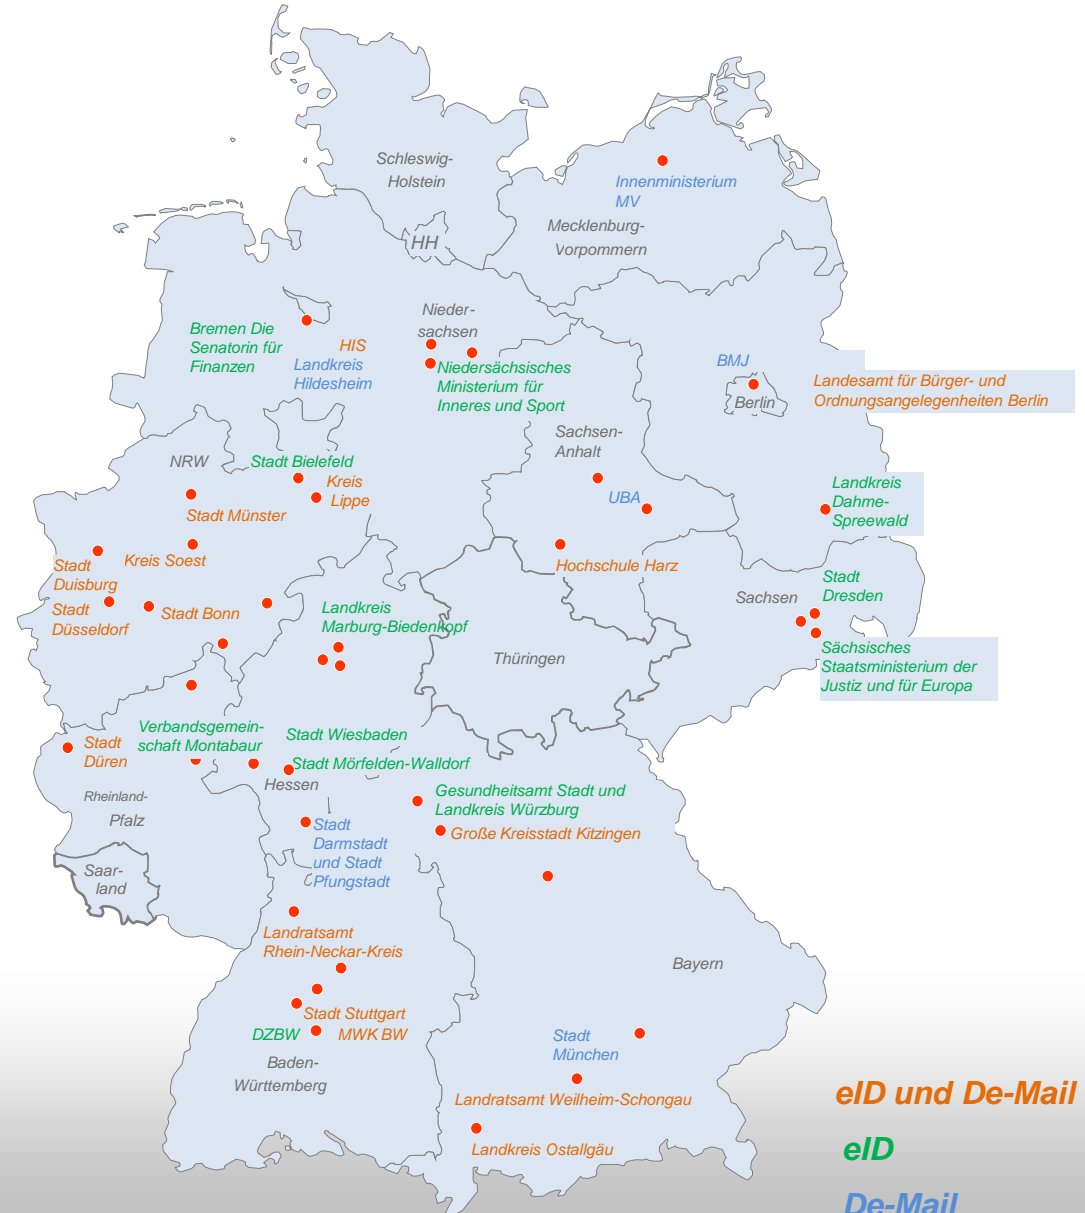 Schleswig-
Holstein
HH
Innenministerium
MV
Mecklenburg-
Vorpommern
Nieder-
sachsen
Bremen Die
Senatorin für
Finanzen
HIS
Landkreis
Hildesheim
Niedersächsisches
Ministerium für
Inneres und Sport
BMJ
Berlin
Landesamt für Bürger- und
Ordnungsangelegenheiten Berlin
Sachsen-
Anhalt
UBA
Landkreis
Dahme-
Spreewald
NRW
Stadt Bielefeld
Kreis
Lippe
Stadt Münster
Kreis Soest
Stadt
Duisburg
Stadt
Düsseldorf
Stadt Bonn
Hochschule Harz
Landkreis
Marburg-Biedenkopf
Thüringen
Sachsen
Stadt
Dresden
Sächsisches
Staatsministerium der
Justiz und für Europa
Verbandsgemein-
schaft Montabaur
Stadt
Düren
Stadt Wiesbaden
Stadt Mörfelden-Walldorf
Hessen
Rheinland-
Pfalz
Saar-
land
Gesundheitsamt Stadt und
Landkreis Würzburg
Große Kreisstadt Kitzingen
Stadt
Darmstadt
und Stadt
Pfungstadt
Landratsamt
Rhein-Neckar-Kreis
Bayern
Stadt Stuttgart
DZBW
MWK BW
Baden-
Württemberg
Stadt
München
Landratsamt Weilheim-Schongau
Landkreis Ostallgäu
eID und De-Mail
eID
De-Mail